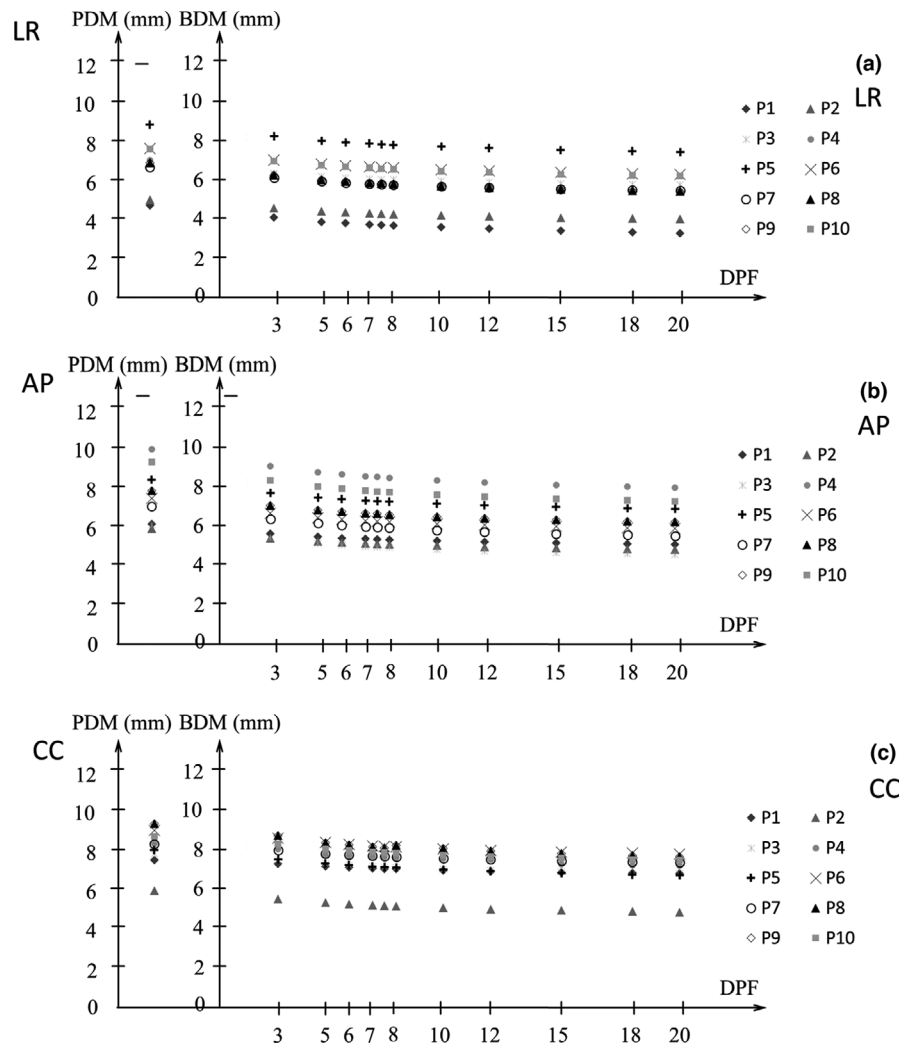 LR
PDM (mm) BDM (mm)
12 12
10 10
8 8
6 6
4 4
2 2
0 0
3 5 6 7 8 10 12 15 18 20
DPF
(a)
LR
P1 P2
P3 P4
P5 P6
P7 P8
P9 P10
AP
PDM (mm) BDM (mm)
12 12
10 10
8 8
6 6
4 4
2 2
0 0
3 5 6 7 8 10 12 15 18 20
DPF
(b)
AP
P1 P2
P3 P4
P5 P6
P7 P8
P9 P10
CC
PDM (mm) BDM (mm)
12 12
10 10
8 8
6 6
4 4
2 2
0 0
3 5 6 7 8 10 12 15 18 20
DPF
(c)
CC
P1 P2
P3 P4
P5 P6
P7 P8
P9 P10